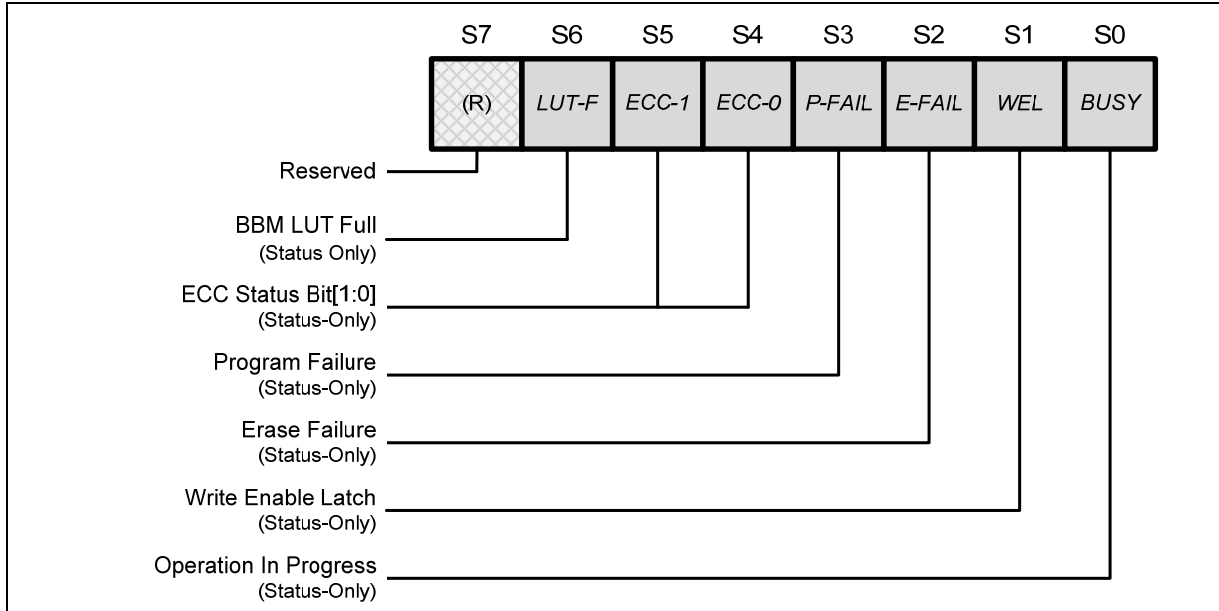 S7 S6 S5 S4 S3 S2 S1 S0
(R) LUT-F ECC-1 ECC-0 P-FAIL E-FAIL WEL BUSY
Reserved
BBM LUT Full
(Status Only)
ECC Status Bit[1:0]
(Status-Only)
Program Failure
(Status-Only)
Erase Failure
(Status-Only)
Write Enable Latch
(Status-Only)
Operation In Progress
(Status-Only)